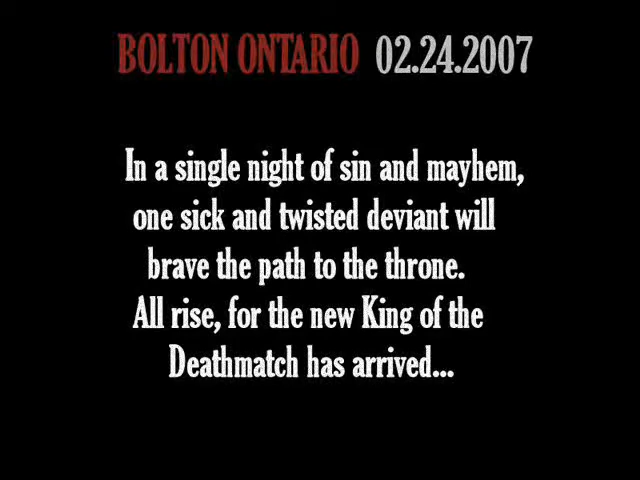 BOLTON ONTARIO 02.24.2007
In a single night of sin and mayhem,
one sick and twisted deviant will
brave the path to the throne.
All rise, for the new King of the
Deathmatch has arrived...